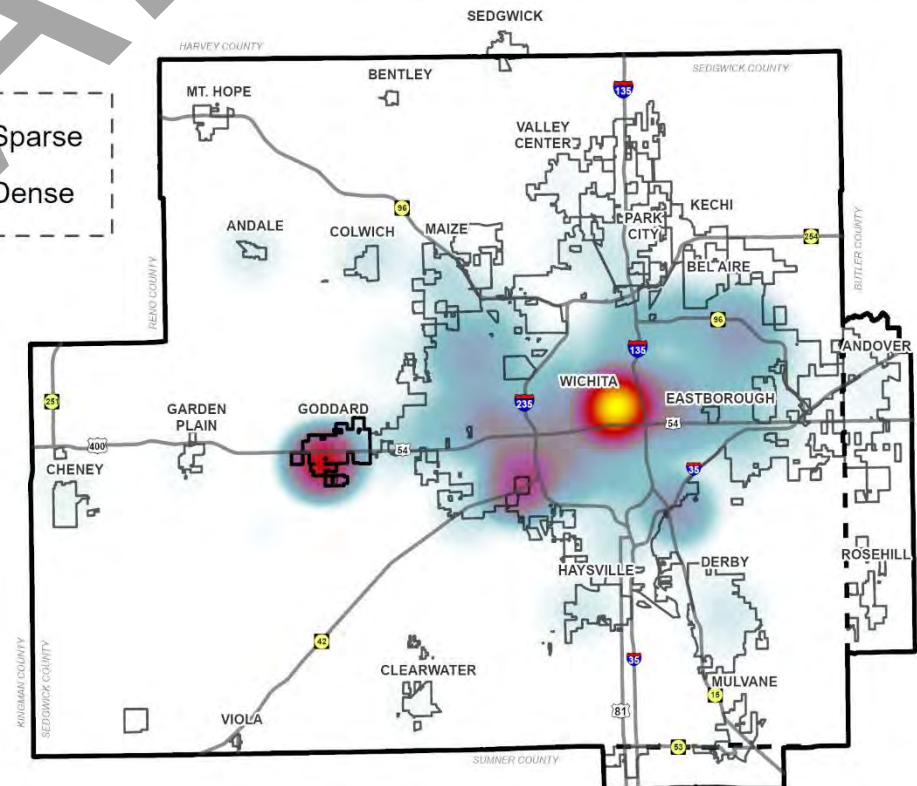 SEDGWICK
HARVEY COUNTY
SEDGWICK COUNTY
BENTLEY
MT. HOPE
135
Sparse
Dense
VALLEY
CENTER
96
KECHI
PARK
CITY
ANDALE
COLWICH
MAIZE
254
BEL AIRE
BUTLER COUNTY
RENO COUNTY
96
135
ANDOVER
WICHITA
251
235
EASTBOROUGH
GARDEN
PLAIN
GODDARD
54
400
54
CHENEY
35
HAYSVILLE
DERBY
ROSEHILL
42
35
KINGMAN COUNTY
SEDGWICK COUNTY
CLEARWATER
MULVANE
15
81
VIOLA
53
SUMNER COUNTY